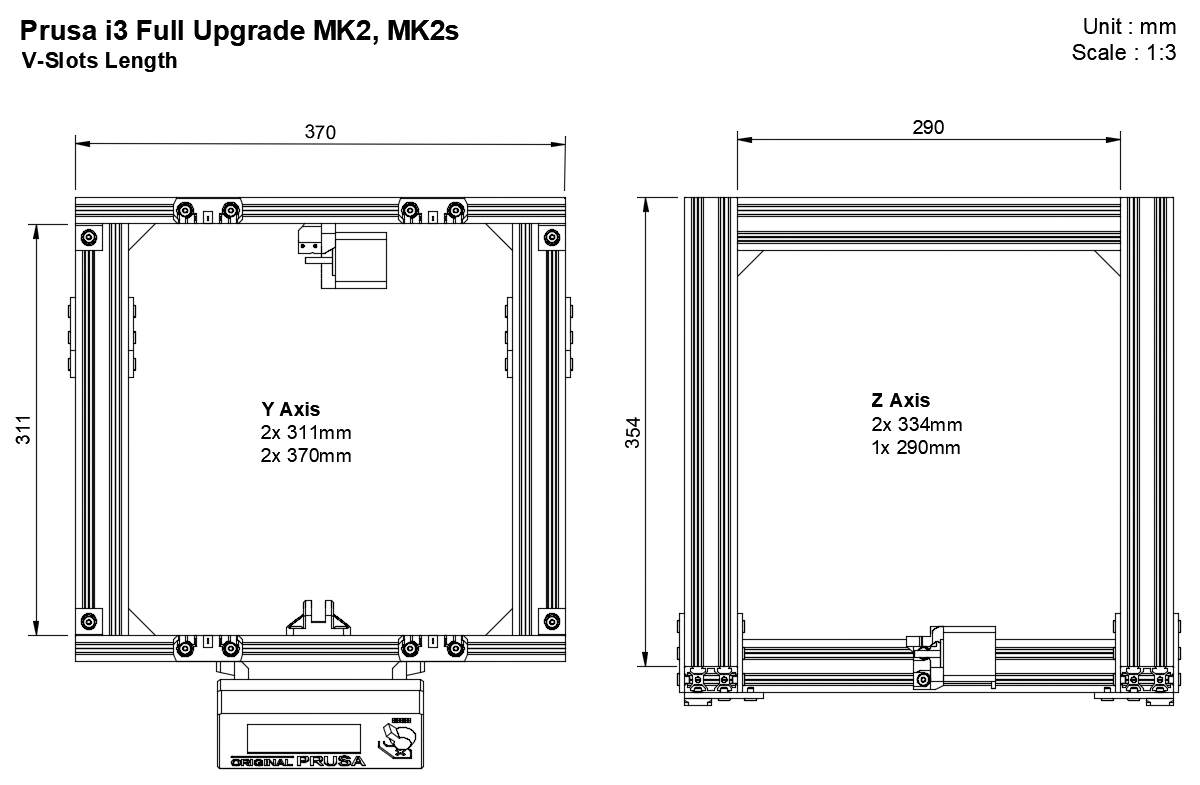 Prusa i3 Full Upgrade MK2, MK2s
V-Slots Length
Unit : mm
Scale : 1:3
370
290
311
354
Y Axis
2x 311mm
2x 370mm
Z Axis
2x 334mm
1x 290mm
ORIGINAL PRUSA